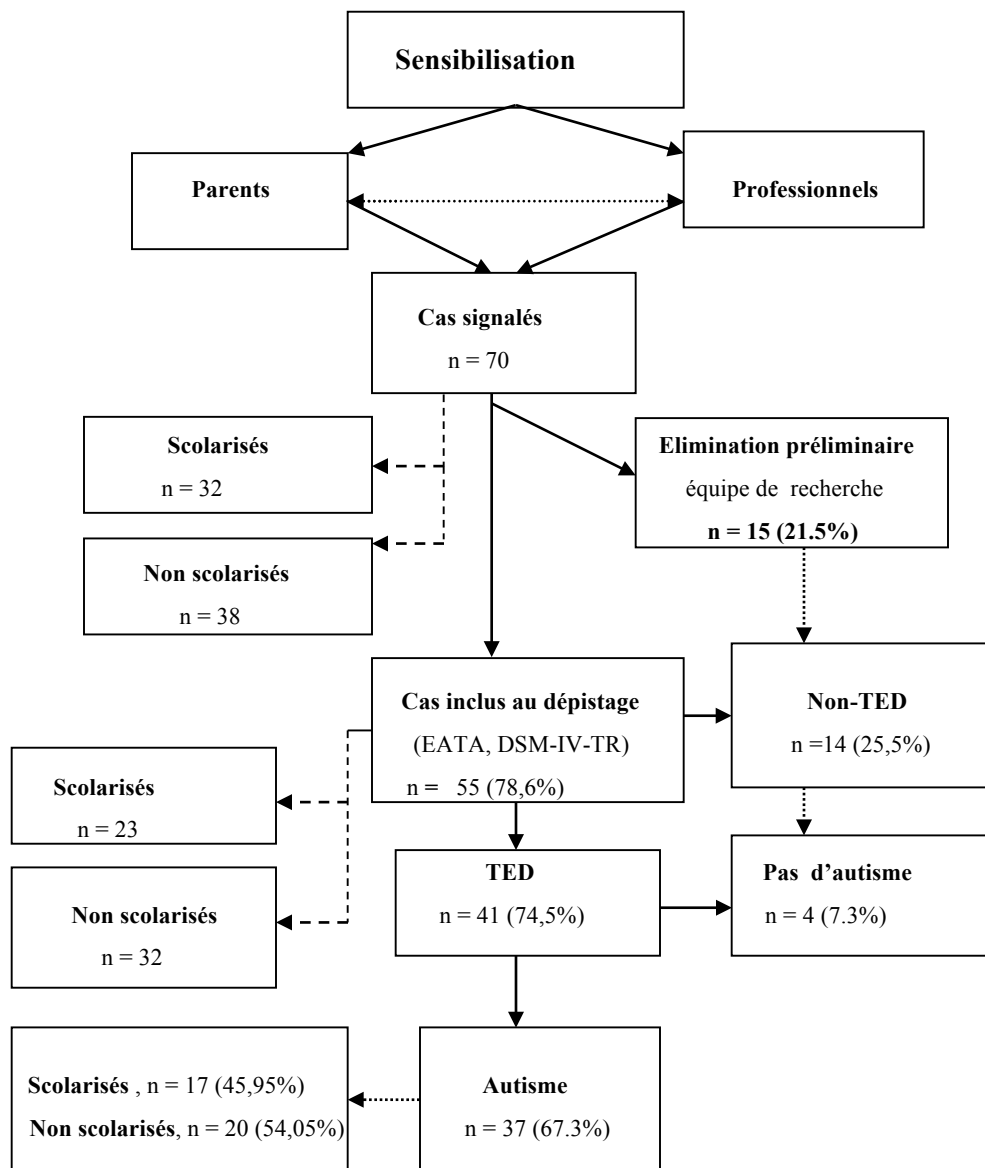 Sensibilisation
Parents
Professionnels
Cas signalés
n = 70
Scolarisés
n = 32
Non scolarisés
n = 38
Elimination préliminaire
équipe de recherche
n = 15 (21.5%)
Cas inclus au dépistage
(EATA, DSM-IV-TR)
n = 55 (78,6%)
Non-TED
n =14 (25,5%)
Scolarisés
n = 23
Non scolarisés
n = 32
TED
n = 41 (74,5%)
Pas d'autisme
n = 4 (7.3%)
Scolarisés , n = 17 (45,95%)
Non scolarisés, n = 20 (54,05%)
Autisme
n = 37 (67.3%)